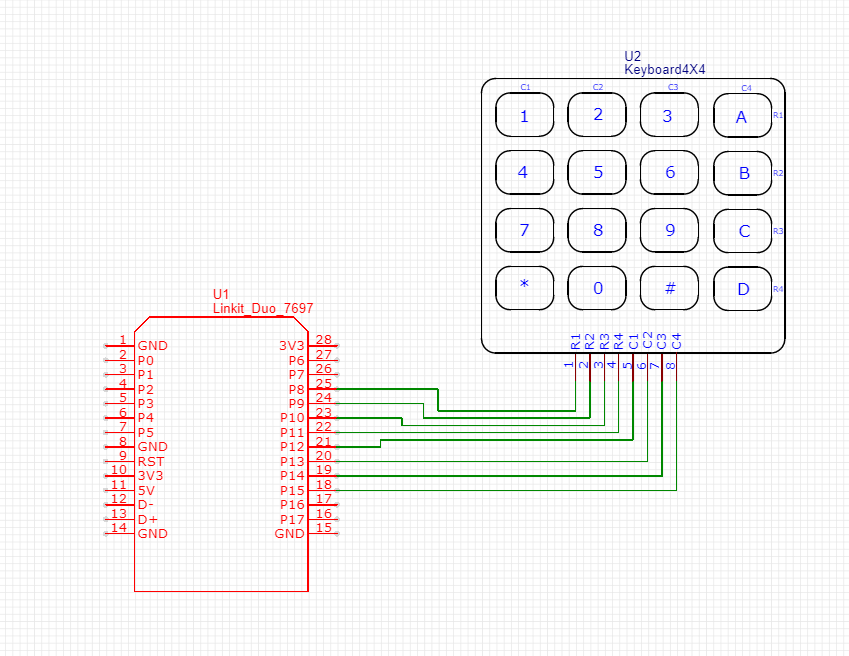 U2
Keyboard4X4
C1 C2 C3 C4
1 2 3 A R1
4 5 6 B R2
7 8 9 C R3
* 0 # D R4
R1 R2 R3 R4 C1 C2 C3 C4
1 2 3 4 5 6 7 8
U1
Linkit_Duo_7697
1 GND 3V3 28
2 P0 P6 27
3 P1 P7 26
4 P2 P8 25
5 P3 P9 24
6 P4 P10 23
7 P5 P11 22
8 GND P12 21
9 RST P13 20
10 3V3 P14 19
11 5V P15 18
12 D- P16 17
13 D+ P17 16
14 GND GND 15